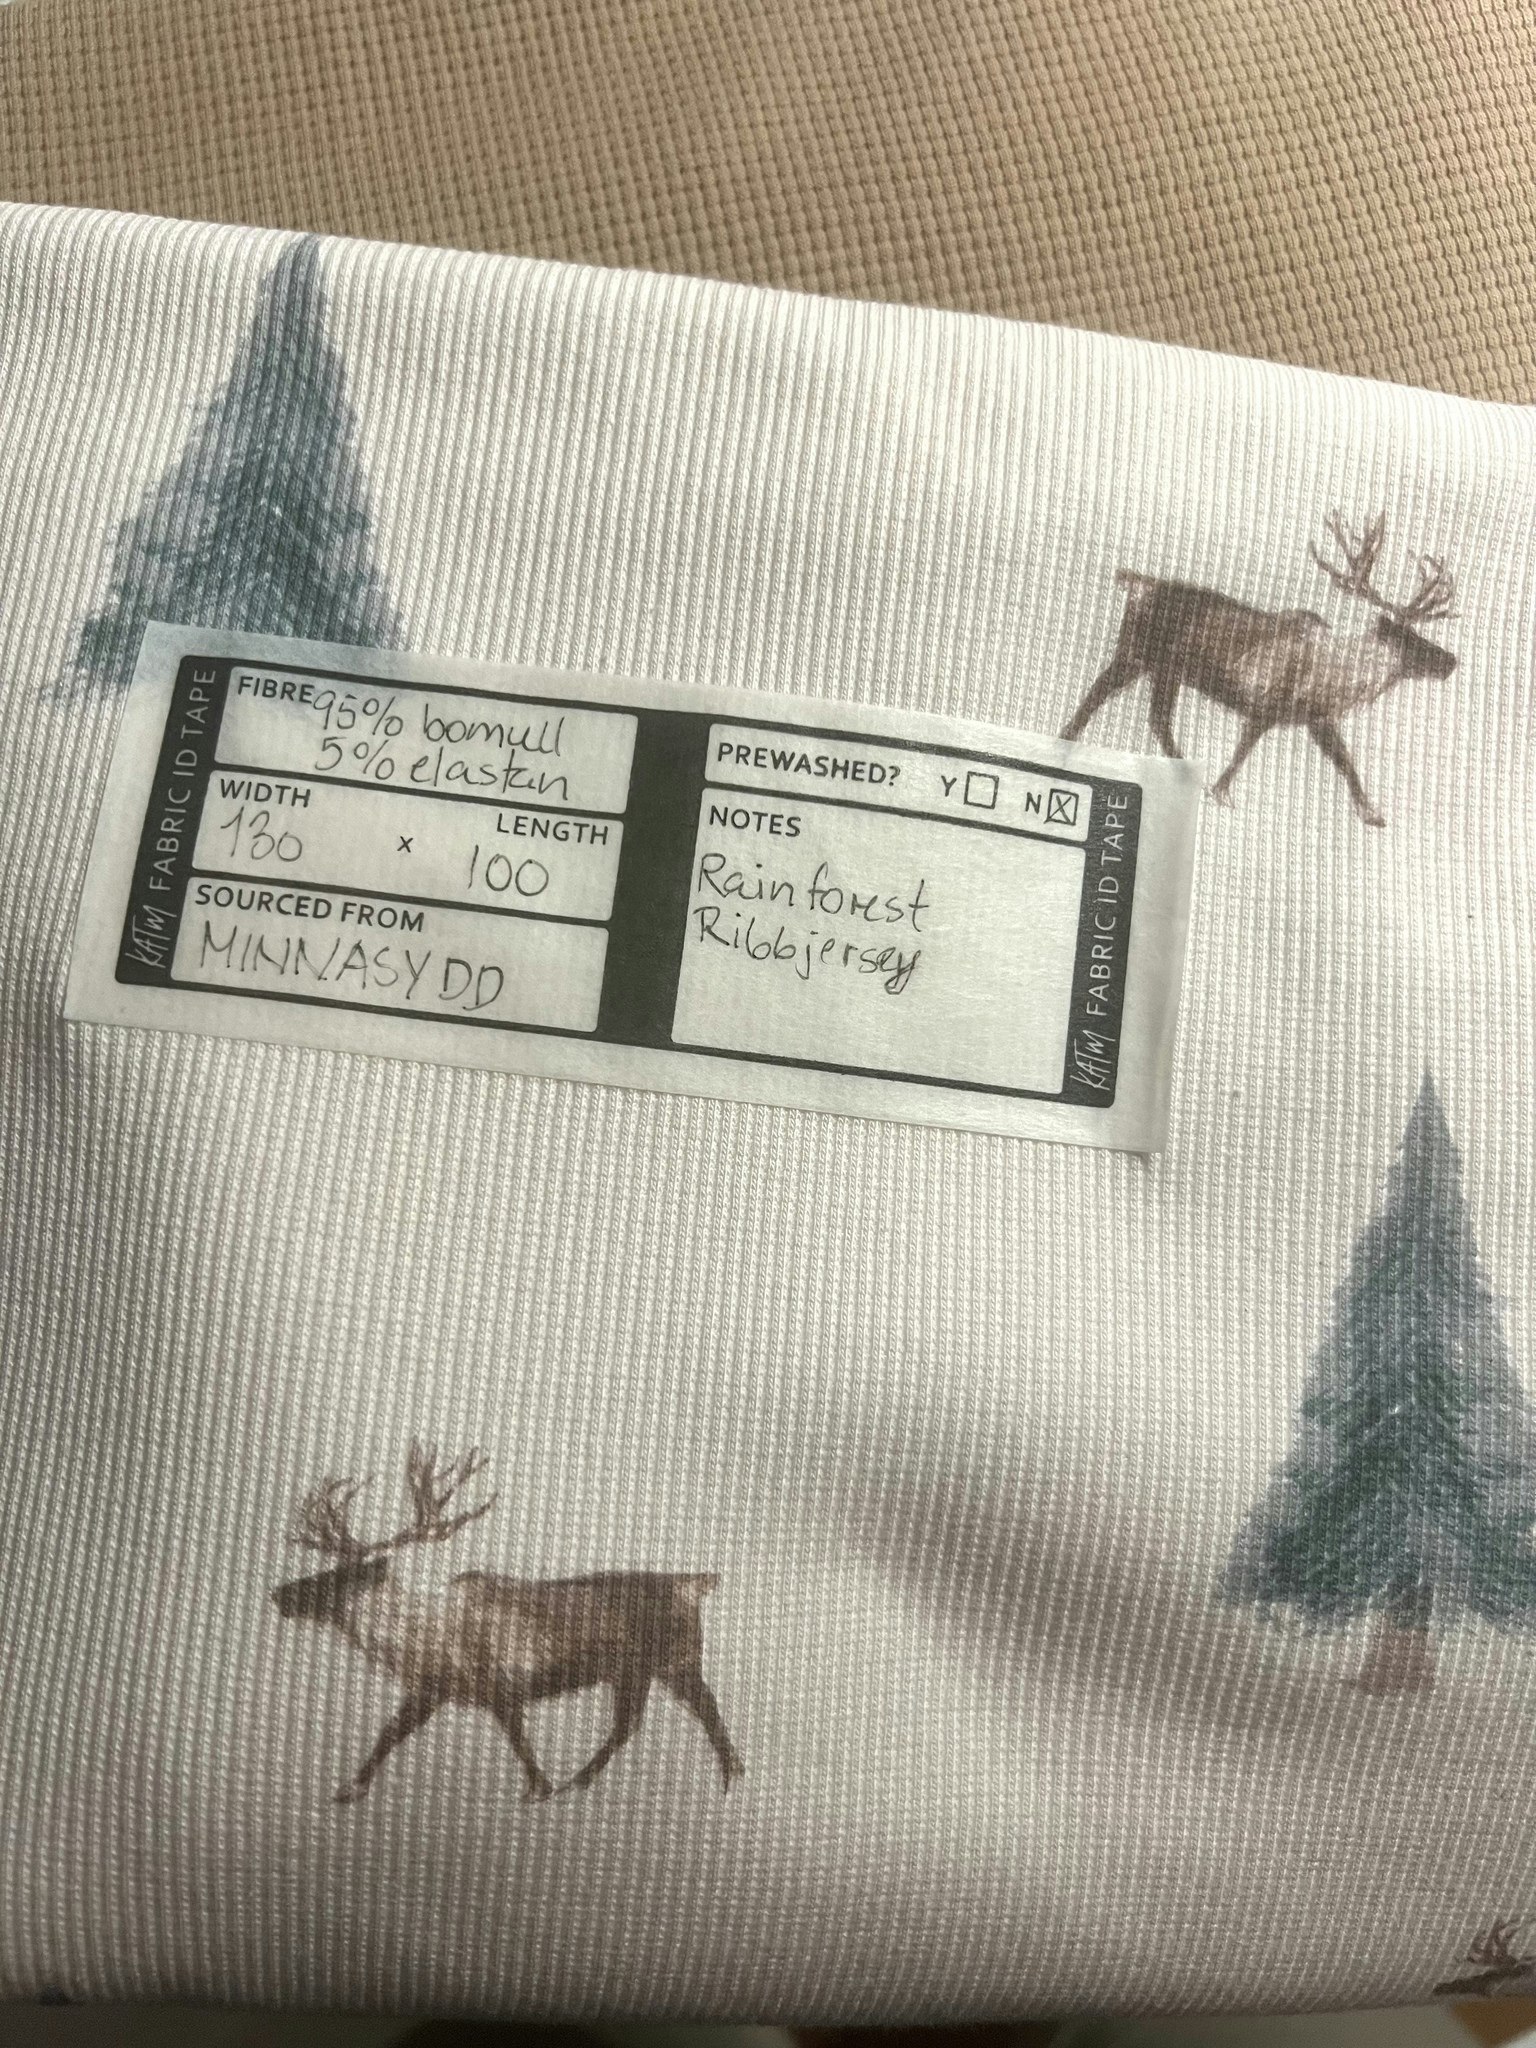 KATM FABRIC ID TAPE
FIBRE 95% bomull
5% elastan
WIDTH
LENGTH
130 x 100
SOURCED FROM
MINNASYDD
PREWASHED? Y ☐ N ☒
NOTES
Rainforest
Ribbjersey
KATM FABRIC ID TAPE